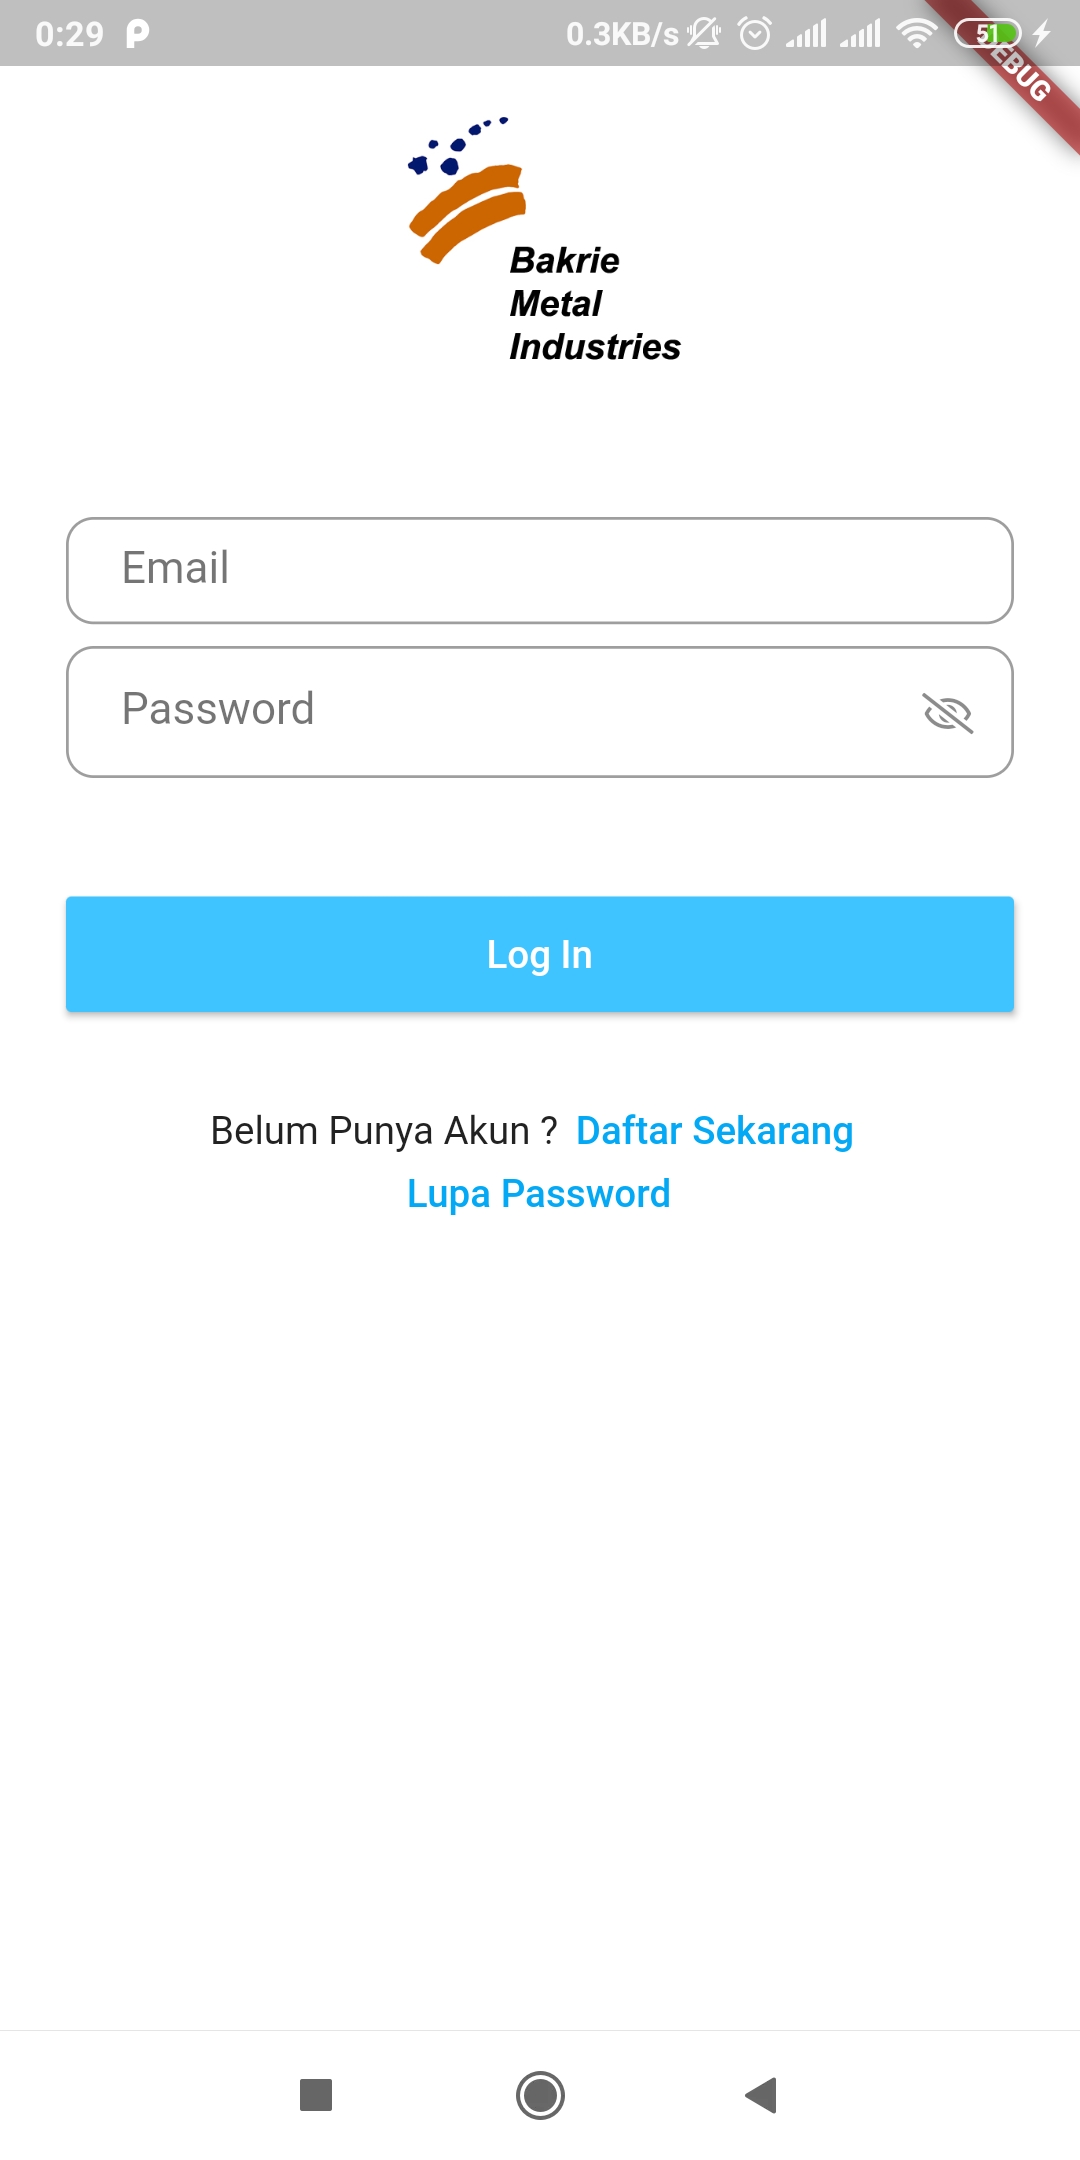 0:29 P 0.3KB/s 51
DEBUG
Bakrie
Metal
Industries
Email
Password
Log In
Belum Punya Akun ? Daftar Sekarang
Lupa Password